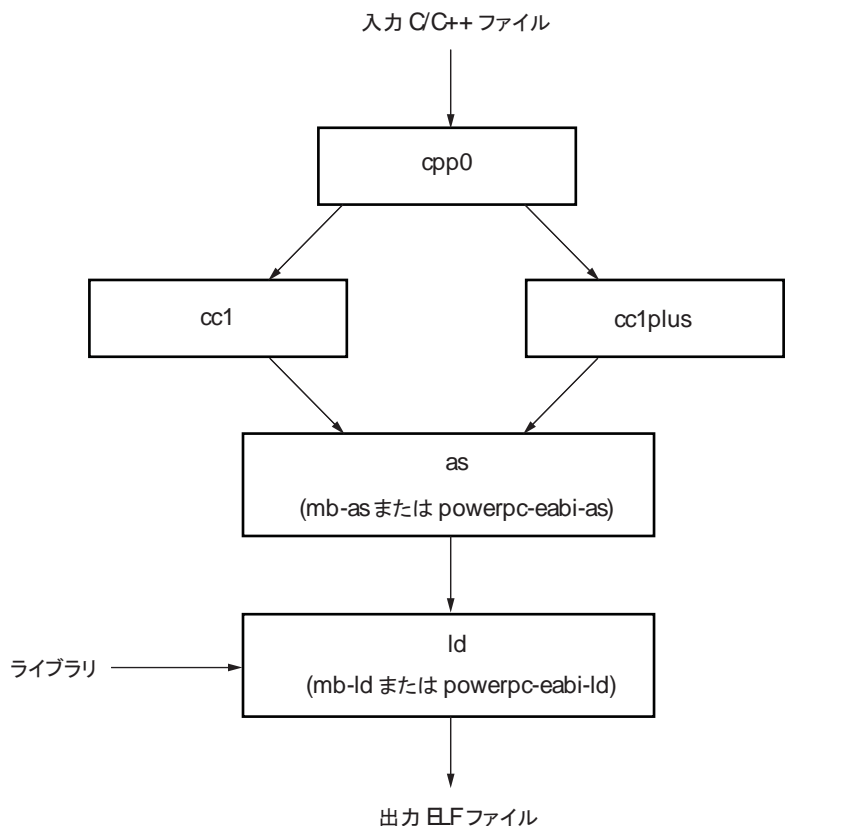 入力 C/C++ ファイル
cpp0
cc1
cc1plus
as
(mb-as または powerpc-eabi-as)
ld
(mb-ld または powerpc-eabi-ld)
ライブラリ
出力 ELF ファイル